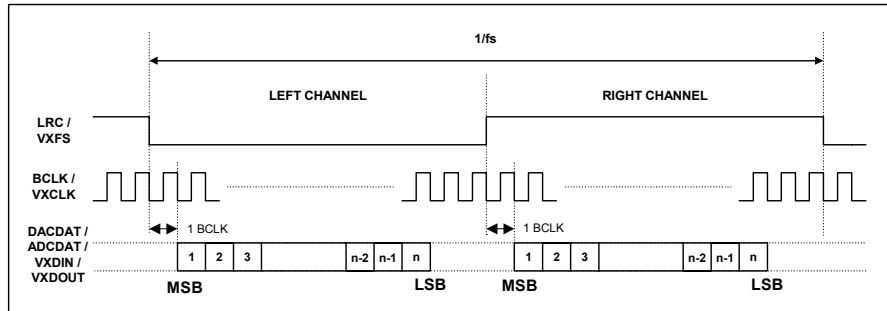 1/fs
LEFT CHANNEL
RIGHT CHANNEL
LRC /
VXFS
BCLK /
VXCLK
1 BCLK
1 BCLK
DACDAT /
ADCDAT /
VXDIN /
VXDOUT
1 2 3 n-2 n-1 n
1 2 3 n-2 n-1 n
MSB
LSB
MSB
LSB